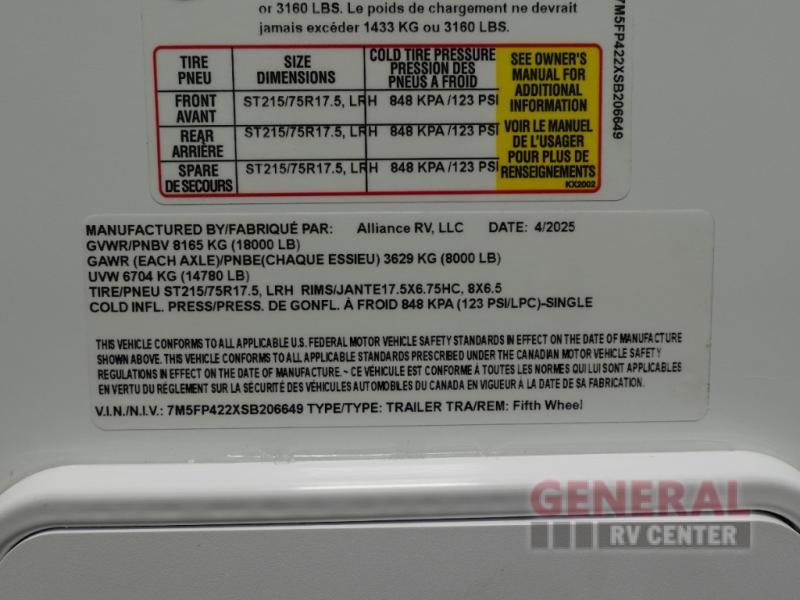 or 3160 LBS. Le poids de chargement ne devrait
jamais excéder 1433 KG ou 3160 LBS.
TIRE PNEU SIZE DIMENSIONS COLD TIRE PRESSURE PRESSION DES PNEUS A FROID
FRONT AVANT ST215/75R17.5, LRH 848 KPA /123 PSI
REAR ARRIÈRE ST215/75R17.5, LRH 848 KPA /123 PSI
SPARE DE SECOURS ST215/75R17.5, LRH 848 KPA /123 PSI
SEE OWNER'S
MANUAL FOR
ADDITIONAL
INFORMATION
VOIR LE MANUEL
DE L'USAGER
POUR PLUS DE
RENSEIGNEMENTS
KX2002
7M5FP422XSB206649
MANUFACTURED BY/FABRIQUÉ PAR: Alliance RV, LLC DATE: 4/2025
GVWR/PNBV 8165 KG (18000 LB)
GAWR (EACH AXLE)/PNBE(CHAQUE ESSIEU) 3629 KG (8000 LB)
UVW 6704 KG (14780 LB)
TIRE/PNEU ST215/75R17.5, LRH RIMS/JANTE17.5X6.75HC, 8X6.5
COLD INFL. PRESS/PRESS. DE GONFL. À FROID 848 KPA (123 PSI/LPC)-SINGLE
THIS VEHICLE CONFORMS TO ALL APPLICABLE U.S. FEDERAL MOTOR VEHICLE SAFETY STANDARDS IN EFFECT ON THE DATE OF MANUFACTURE
SHOWN ABOVE. THIS VEHICLE CONFORMS TO ALL APPLICABLE STANDARDS PRESCRIBED UNDER THE CANADIAN MOTOR VEHICLE SAFETY
REGULATIONS IN EFFECT ON THE DATE OF MANUFACTURE. ~ CE VÉHICULE EST CONFORME À TOUTES LES NORMES QUI LUI SONT APPLICABLES
EN VERTU DU RÈGLEMENT SUR LA SÉCURITÉ DES VÉHICULES AUTOMOBILES DU CANADA EN VIGUEUR À LA DATE DE SA FABRICATION.
V.I.N./N.I.V.: 7M5FP422XSB206649 TYPE/TYPE: TRAILER TRA/REM: Fifth Wheel
GENERAL
RV CENTER